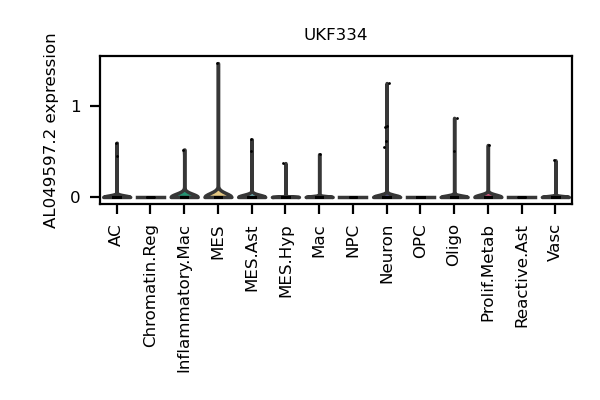 UKF334
AL049597.2 expression
1
0
AC
Chromatin.Reg
Inflammatory.Mac
MES
MES.Ast
MES.Hyp
Mac
NPC
Neuron
OPC
Oligo
Prolif.Metab
Reactive.Ast
Vasc